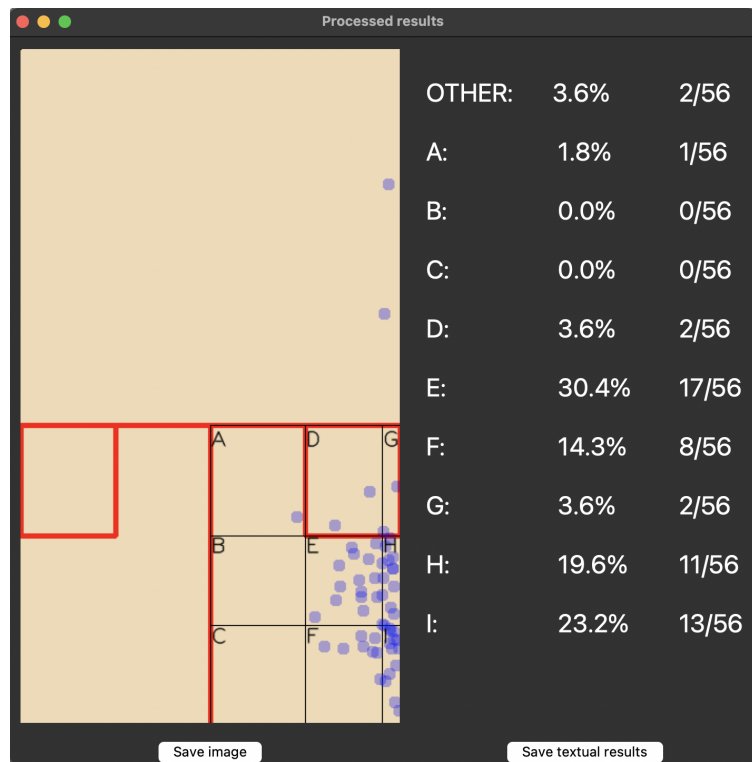 Processed results
OTHER: 3.6% 2/56
A: 1.8% 1/56
B: 0.0% 0/56
C: 0.0% 0/56
D: 3.6% 2/56
E: 30.4% 17/56
F: 14.3% 8/56
G: 3.6% 2/56
H: 19.6% 11/56
I: 23.2% 13/56
A D G
B E H
C F I
Save image
Save textual results